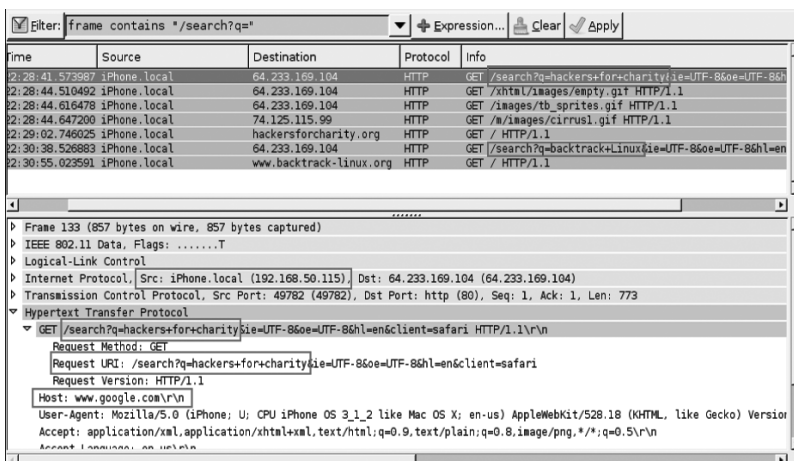 Filter: frame contains "/search?q=" Expression... Clear Apply
Time Source Destination Protocol Info
22:28:41.573987 iPhone.local 64.233.169.104 HTTP GET /search?q=hackers+for+charity&ie=UTF-8&oe=UTF-8&h
22:28:44.510492 iPhone.local 64.233.169.104 HTTP GET /xhtml/images/empty.gif HTTP/1.1
22:28:44.616478 iPhone.local 64.233.169.104 HTTP GET /images/tb_sprites.gif HTTP/1.1
22:28:44.647200 iPhone.local 74.125.115.99 HTTP GET /m/images/cirrus1.gif HTTP/1.1
22:29:02.746025 iPhone.local hackersforcharity.org HTTP GET / HTTP/1.1
22:30:38.526883 iPhone.local 64.233.169.104 HTTP GET /search?q=backtrack+Linux&ie=UTF-8&oe=UTF-8&hl=en
22:30:55.023591 iPhone.local www.backtrack-linux.org HTTP GET / HTTP/1.1
Frame 133 (857 bytes on wire, 857 bytes captured)
IEEE 802.11 Data, Flags: .......T
Logical-Link Control
Internet Protocol, Src: iPhone.local (192.168.50.115), Dst: 64.233.169.104 (64.233.169.104)
Transmission Control Protocol, Src Port: 49782 (49782), Dst Port: http (80), Seq: 1, Ack: 1, Len: 773
Hypertext Transfer Protocol
GET /search?q=hackers+for+charity&ie=UTF-8&oe=UTF-8&hl=en&client=safari HTTP/1.1\r\n
Request Method: GET
Request URI: /search?q=hackers+for+charity&ie=UTF-8&oe=UTF-8&hl=en&client=safari
Request Version: HTTP/1.1
Host: www.google.com\r\n
User-Agent: Mozilla/5.0 (iPhone; U; CPU iPhone OS 3_1_2 like Mac OS X; en-us) AppleWebKit/528.18 (KHTML, like Gecko) Version
Accept: application/xml,application/xhtml+xml,text/html;q=0.9,text/plain;q=0.8,image/png,*/*;q=0.5\r\n
Accept-Language: en-us\r\n